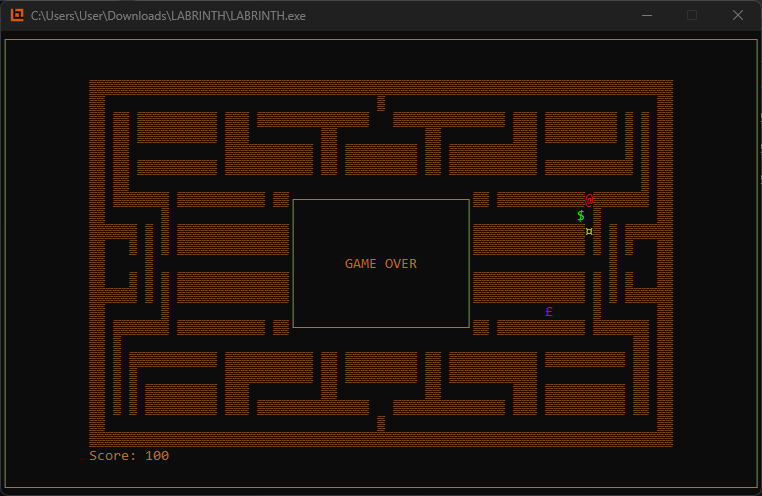 C:\Users\User\Downloads\LABRINTH\LABRINTH.exe
@
$
¤
GAME OVER
£
Score: 100